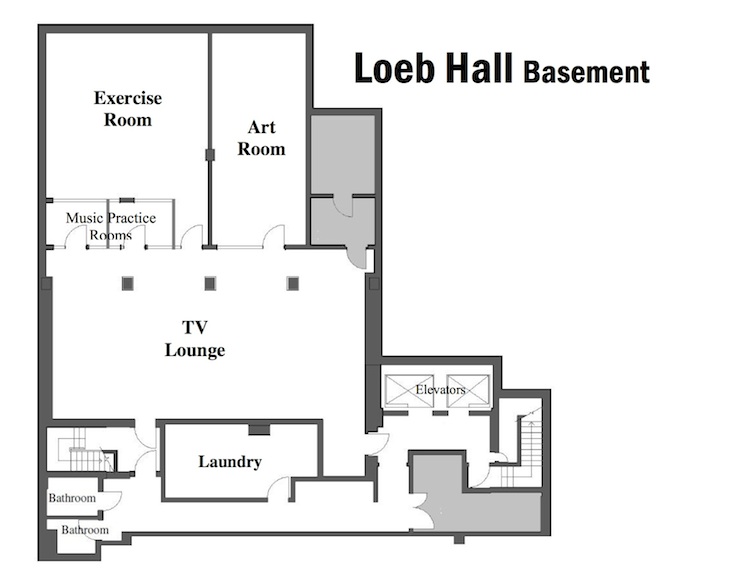 Loeb Hall Basement
Exercise
Room
Art
Room
Music Practice
Rooms
TV
Lounge
Elevators
Laundry
Bathroom
Bathroom